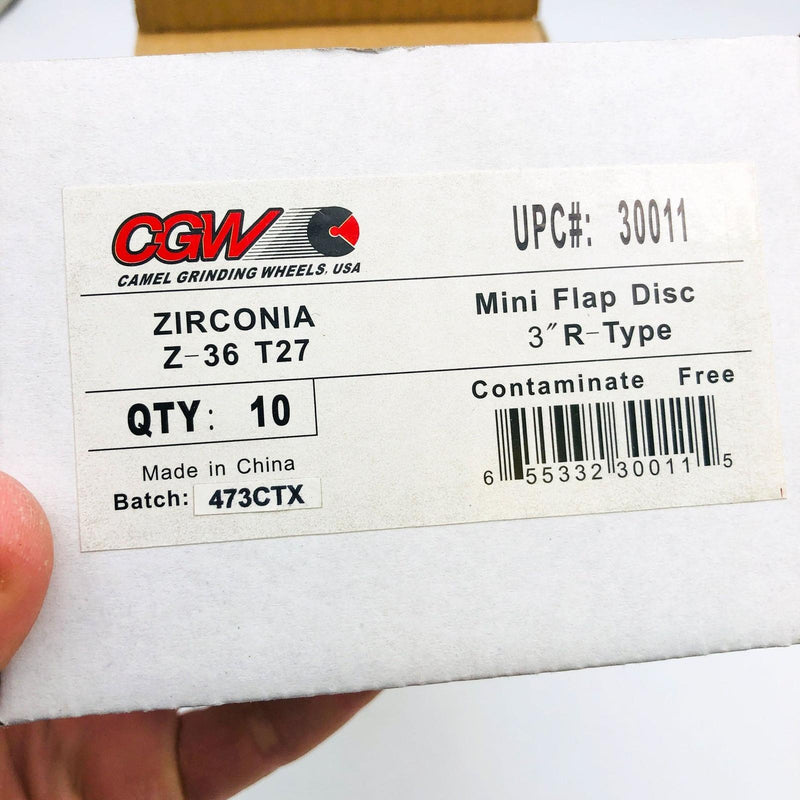 CGW
CAMEL GRINDING WHEELS, USA
UPC#: 30011
ZIRCONIA
Z-36 T27
Mini Flap Disc
3″ R-Type
QTY: 10
Contaminate Free
Made in China
Batch: 473CTX
6 55332 30011 5